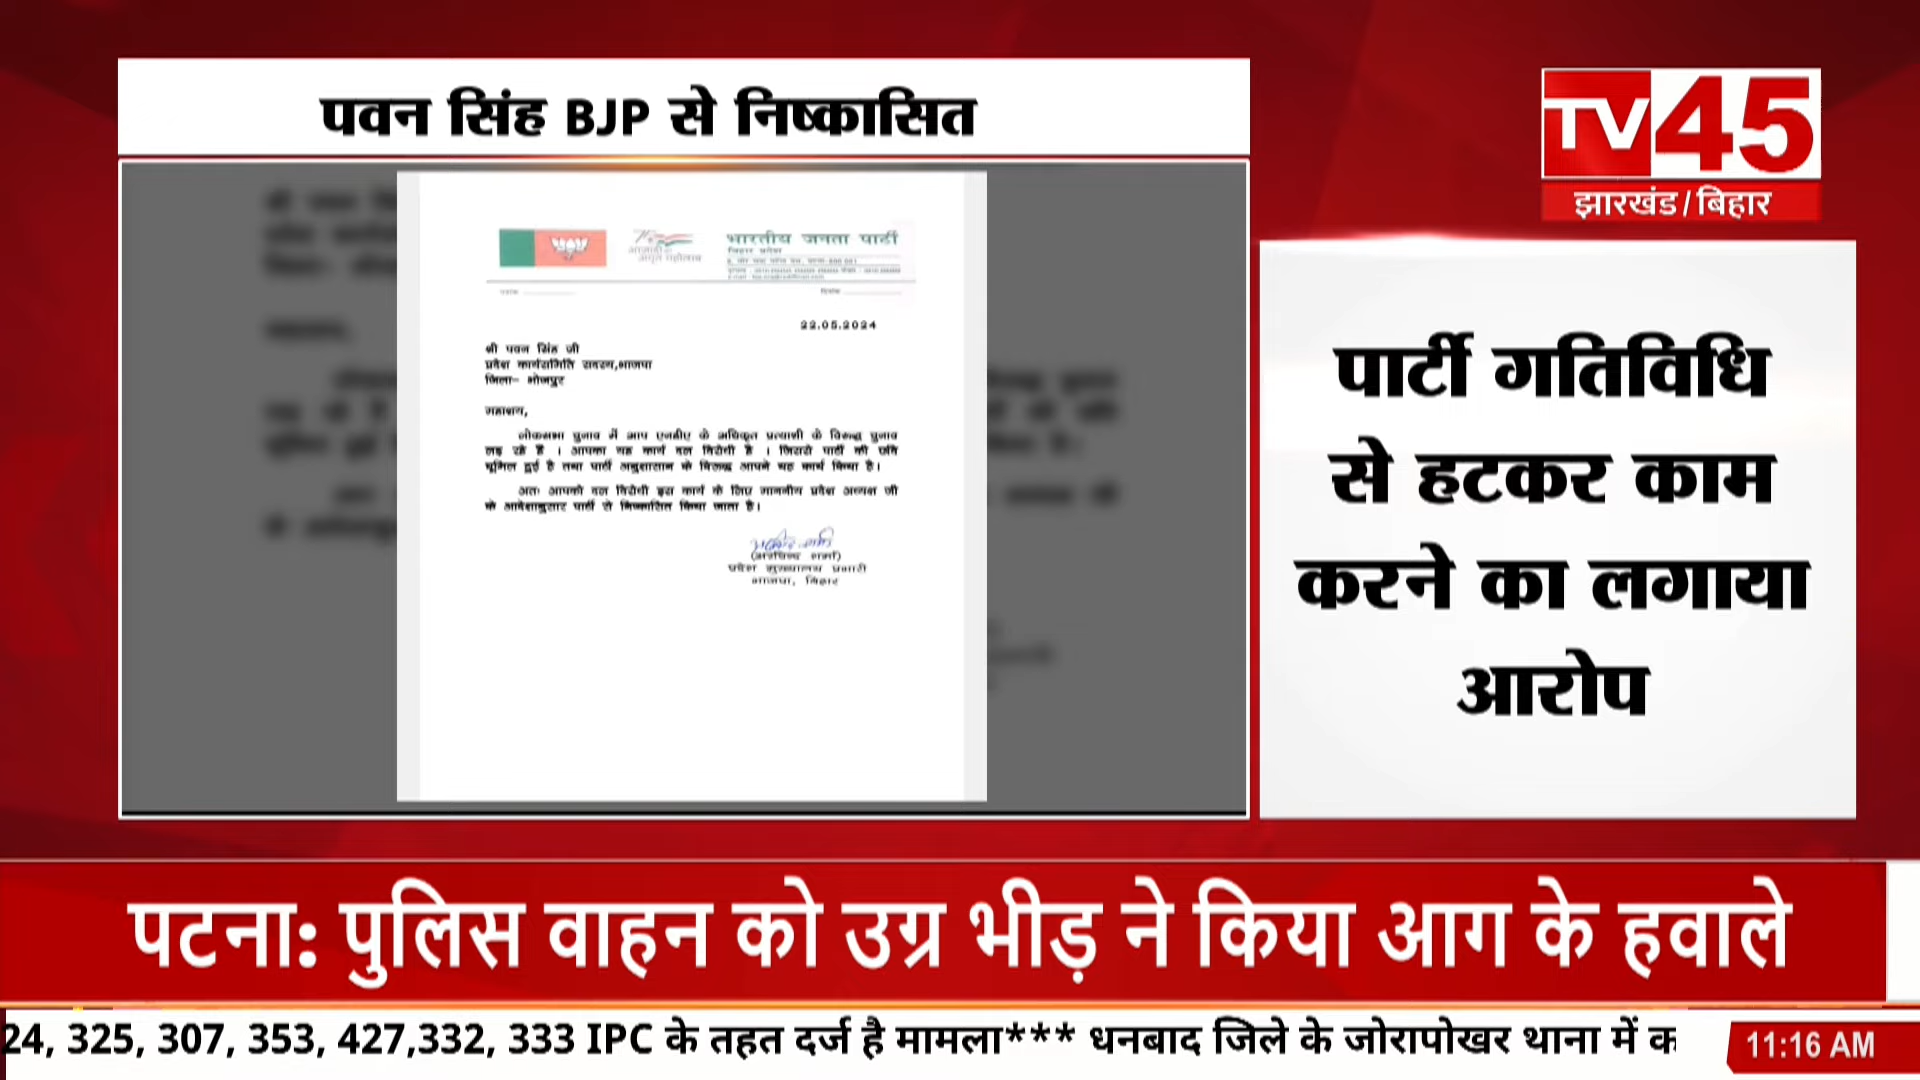 पवन सिंह BJP से निष्कासित
TV45
झारखंड/बिहार
भारतीय जनता पार्टी
बिहार प्रदेश
22.05.2024
श्री पवन सिंह जी
प्रदेश कार्यसमिति सदस्य,भाजपा
जिला- भोजपुर
महाशय,
लोकसभा चुनाव में आप एनडीए के अधिकृत प्रत्याशी के विरूद्ध चुनाव
लड़ रहे हैं । आपका यह कार्य दल विरोधी है । जिससे पार्टी की छवि
धूमिल हुई है तथा पार्टी अनुशासन के विरूद्ध आपने यह कार्य किया है।
अतः आपको दल विरोधी इस कार्य के लिए माननीय प्रदेश अध्यक्ष जी
के आदेशानुसार पार्टी से निष्कासित किया जाता है।
(अरविन्द शर्मा)
प्रदेश मुख्यालय प्रभारी
भाजपा, बिहार
पार्टी गतिविधि
से हटकर काम
करने का लगाया
आरोप
पटना: पुलिस वाहन को उग्र भीड़ ने किया आग के हवाले
24, 325, 307, 353, 427,332, 333 IPC के तहत दर्ज है मामला*** धनबाद जिले के जोरापोखर थाना में क
11:16 AM